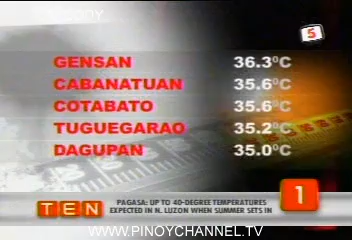 5
GENSAN 36.3°C
CABANATUAN 35.6°C
COTABATO 35.6°C
TUGUEGARAO 35.2°C
DAGUPAN 35.0°C
TEN
PAGASA: UP TO 40-DEGREE TEMPERATURES
EXPECTED IN N. LUZON WHEN SUMMER SETS IN
1
WWW.PINOYCHANNEL.TV